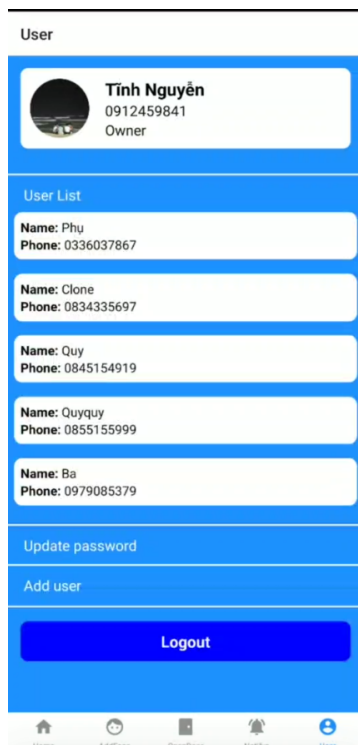 User
Tĩnh Nguyễn
0912459841
Owner
User List
Name: Phụ
Phone: 0336037867
Name: Clone
Phone: 0834335697
Name: Quy
Phone: 0845154919
Name: Quyquy
Phone: 0855155999
Name: Ba
Phone: 0979085379
Update password
Add user
Logout